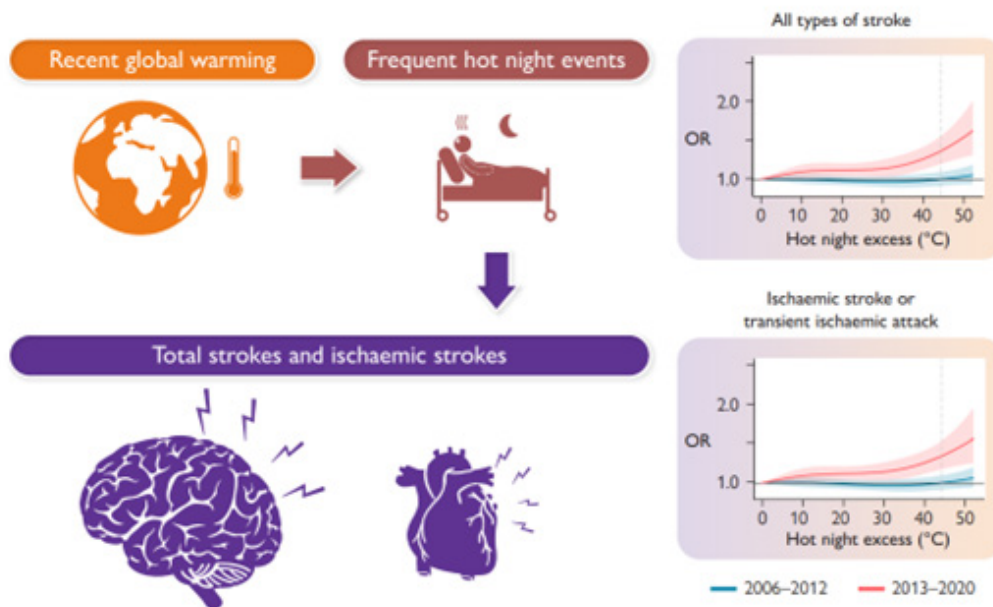 Recent global warming
Frequent hot night events
Total strokes and ischaemic strokes
All types of stroke
2.0
OR
1.0
0 10 20 30 40 50
Hot night excess (°C)
Ischaemic stroke or
transient ischaemic attack
2.0
OR
1.0
0 10 20 30 40 50
Hot night excess (°C)
2006–2012 2013–2020